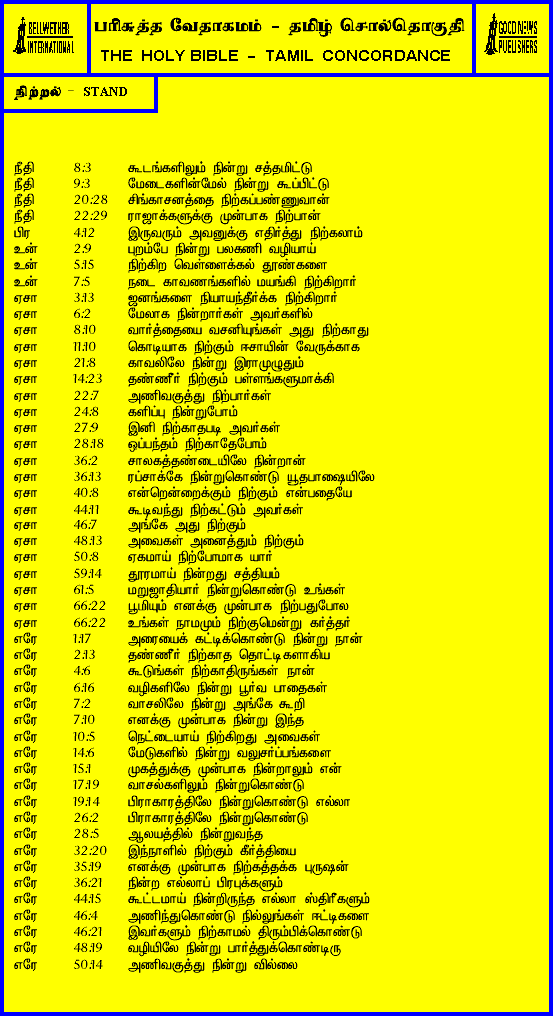 BELLWETHER
INTERNATIONAL
பரிசுத்த வேதாகமம் - தமிழ் சொல்தொகுதி
THE HOLY BIBLE - TAMIL CONCORDANCE
GOOD NEWS
PUBLISHERS
நிற்றல் - STAND
நீதி 8:3 கூடங்களிலும் நின்று சத்தமிட்டு
நீதி 9:3 மேடைகளின்மேல் நின்று கூப்பிட்டு
நீதி 20:28 சிங்காசனத்தை நிற்கப்பண்ணுவான்
நீதி 22:29 ராஜாக்களுக்கு முன்பாக நிற்பான்
பிர 4:12 இருவரும் அவனுக்கு எதிர்த்து நிற்கலாம்
உன் 2:9 புறம்பே நின்று பலகணி வழியாய்
உன் 5:15 நிற்கிற வெள்ளைக்கல் தூண்களை
உன் 7:5 நடை காவணங்களில் மயங்கி நிற்கிறார்
ஏசா 3:13 ஜனங்களை நியாயந்தீர்க்க நிற்கிறார்
ஏசா 6:2 மேலாக நின்றார்கள் அவர்களில்
ஏசா 8:10 வார்த்தையை வசனியுங்கள் அது நிற்காது
ஏசா 11:10 கொடியாக நிற்கும் ஈசாயின் வேருக்காக
ஏசா 21:8 காவலிலே நின்று இராமுழுதும்
ஏசா 14:23 தண்ணீர் நிற்கும் பள்ளங்களுமாக்கி
ஏசா 22:7 அணிவகுத்து நிற்பார்கள்
ஏசா 24:8 களிப்பு நின்றுபோம்
ஏசா 27:9 இனி நிற்காதபடி அவர்கள்
ஏசா 28:18 ஒப்பந்தம் நிற்காதேபோம்
ஏசா 36:2 சாலகத்தண்டையிலே நின்றான்
ஏசா 36:13 ரப்சாக்கே நின்றுகொண்டு யூதபாஷையிலே
ஏசா 40:8 என்றென்றைக்கும் நிற்கும் என்பதையே
ஏசா 44:11 கூடிவந்து நிற்கட்டும் அவர்கள்
ஏசா 46:7 அங்கே அது நிற்கும்
ஏசா 48:13 அவைகள் அனைத்தும் நிற்கும்
ஏசா 50:8 ஏகமாய் நிற்போமாக யார்
ஏசா 59:14 தூரமாய் நின்றது சத்தியம்
ஏசா 61:5 மறுஜாதியார் நின்றுகொண்டு உங்கள்
ஏசா 66:22 பூமியும் எனக்கு முன்பாக நிற்பதுபோல
ஏசா 66:22 உங்கள் நாமமும் நிற்குமென்று கர்த்தர்
எரே 1:17 அரையைக் கட்டிக்கொண்டு நின்று நான்
எரே 2:13 தண்ணீர் நிற்காத தொட்டிகளாகிய
எரே 4:6 கூடுங்கள் நிற்காதிருங்கள் நான்
எரே 6:16 வழிகளிலே நின்று பூர்வ பாதைகள்
எரே 7:2 வாசலிலே நின்று அங்கே கூறி
எரே 7:10 எனக்கு முன்பாக நின்று இந்த
எரே 10:5 நெட்டையாய் நிற்கிறது அவைகள்
எரே 14:6 மேடுகளில் நின்று வலுசர்ப்பங்களை
எரே 15:1 முகத்துக்கு முன்பாக நின்றாலும் என்
எரே 17:19 வாசல்களிலும் நின்றுகொண்டு
எரே 19:14 பிராகாரத்திலே நின்றுகொண்டு எல்லா
எரே 26:2 பிராகாரத்திலே நின்றுகொண்டு
எரே 28:5 ஆலயத்தில் நின்றுவந்த
எரே 32:20 இந்நாளில் நிற்கும் கீர்த்தியை
எரே 35:19 எனக்கு முன்பாக நிற்கத்தக்க புருஷன்
எரே 36:21 நின்ற எல்லாப் பிரபுக்களும்
எரே 44:15 கூட்டமாய் நின்றிருந்த எல்லா ஸ்திரீகளும்
எரே 46:4 அணிந்துகொண்டு நில்லுங்கள் ஈட்டிகளை
எரே 46:21 இவர்களும் நிற்காமல் திரும்பிக்கொண்டு
எரே 48:19 வழியிலே நின்று பார்த்துக்கொண்டிரு
எரே 50:14 அணிவகுத்து நின்று வில்லை